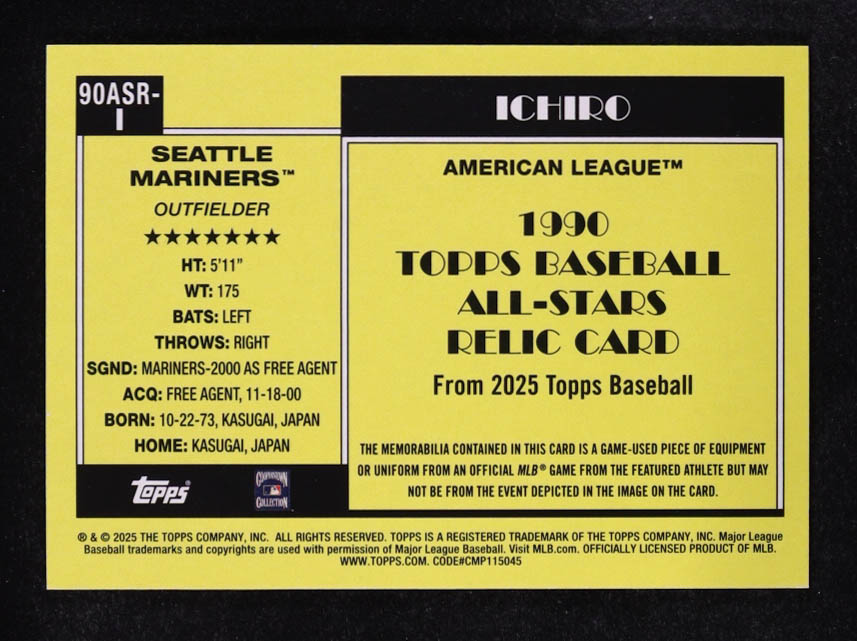 90ASR-
I
ICHIRO
SEATTLE
MARINERS™
OUTFIELDER
★★★★★★★
HT: 5'11"
WT: 175
BATS: LEFT
THROWS: RIGHT
SGND: MARINERS-2000 AS FREE AGENT
ACQ: FREE AGENT, 11-18-00
BORN: 10-22-73, KASUGAI, JAPAN
HOME: KASUGAI, JAPAN
Topps®
COOPERSTOWN
COLLECTION
AMERICAN LEAGUE™
1990
TOPPS BASEBALL
ALL-STARS
RELIC CARD
From 2025 Topps Baseball
THE MEMORABILIA CONTAINED IN THIS CARD IS A GAME-USED PIECE OF EQUIPMENT
OR UNIFORM FROM AN OFFICIAL MLB® GAME FROM THE FEATURED ATHLETE BUT MAY
NOT BE FROM THE EVENT DEPICTED IN THE IMAGE ON THE CARD.
® & © 2025 THE TOPPS COMPANY, INC. ALL RIGHTS RESERVED. TOPPS IS A REGISTERED TRADEMARK OF THE TOPPS COMPANY, INC. Major League
Baseball trademarks and copyrights are used with permission of Major League Baseball. Visit MLB.com. OFFICIALLY LICENSED PRODUCT OF MLB.
WWW.TOPPS.COM. CODE#CMP115045